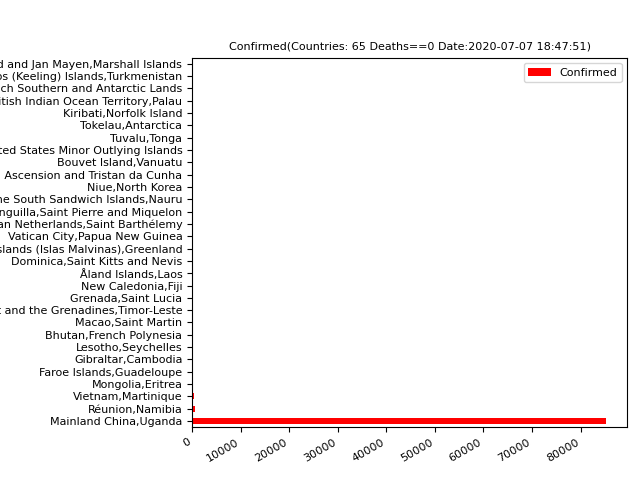 Confirmed(Countries: 65 Deaths==0 Date:2020-07-07 18:47:51)
Confirmed
and Jan Mayen,Marshall Islands
(Keeling) Islands,Turkmenistan
Southern and Antarctic Lands
Indian Ocean Territory,Palau
Kiribati,Norfolk Island
Tokelau,Antarctica
Tuvalu,Tonga
States Minor Outlying Islands
Bouvet Island,Vanuatu
Ascension and Tristan da Cunha
Niue,North Korea
South Sandwich Islands,Nauru
nguilla,Saint Pierre and Miquelon
Netherlands,Saint Barthélemy
Vatican City,Papua New Guinea
slands (Islas Malvinas),Greenland
Dominica,Saint Kitts and Nevis
Åland Islands,Laos
New Caledonia,Fiji
Grenada,Saint Lucia
and the Grenadines,Timor-Leste
Macao,Saint Martin
Bhutan,French Polynesia
Lesotho,Seychelles
Gibraltar,Cambodia
Faroe Islands,Guadeloupe
Mongolia,Eritrea
Vietnam,Martinique
Réunion,Namibia
Mainland China,Uganda
0 10000 20000 30000 40000 50000 60000 70000 80000